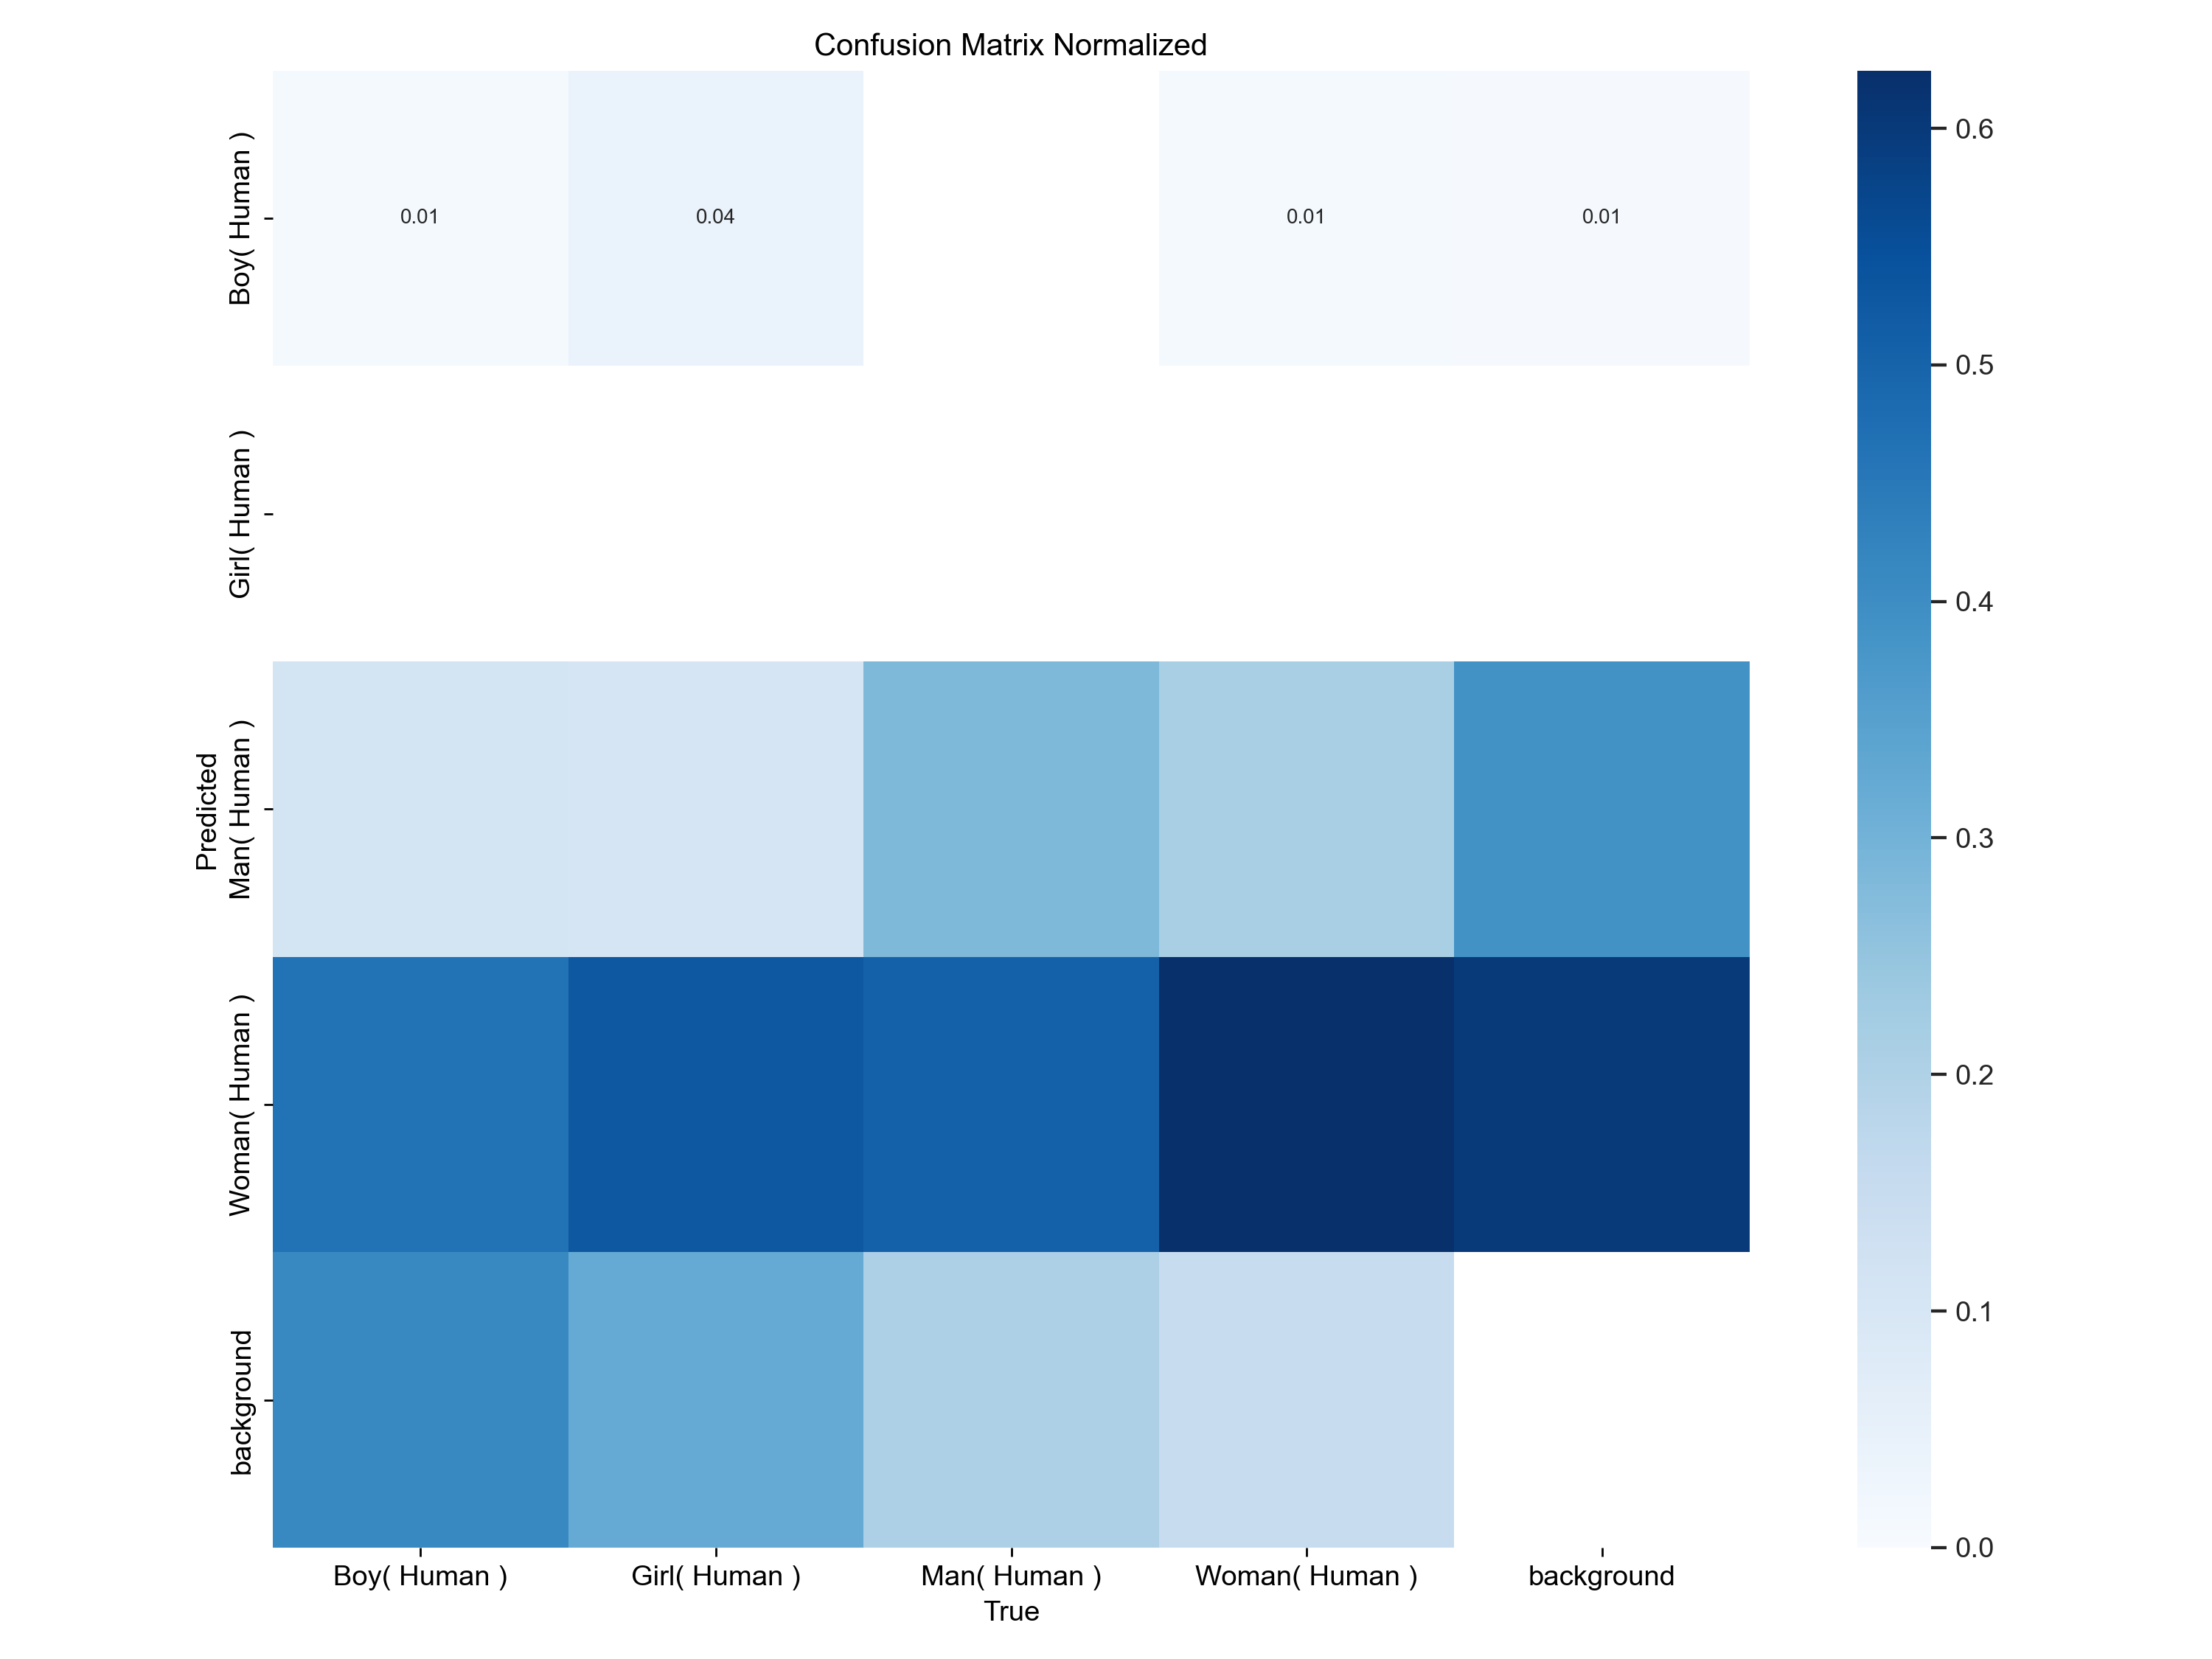 Confusion Matrix Normalized
Boy( Human )
0.01 0.04 0.01 0.01
Girl( Human )
Predicted
Man( Human )
Woman( Human )
background
Boy( Human ) Girl( Human ) Man( Human ) Woman( Human ) background
True
0.6
0.5
0.4
0.3
0.2
0.1
0.0